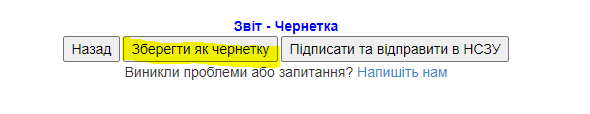 Звіт - Чернетка
Назад Зберегти як чернетку Підписати та відправити в НСЗУ
Виникли проблеми або запитання? Напишіть нам